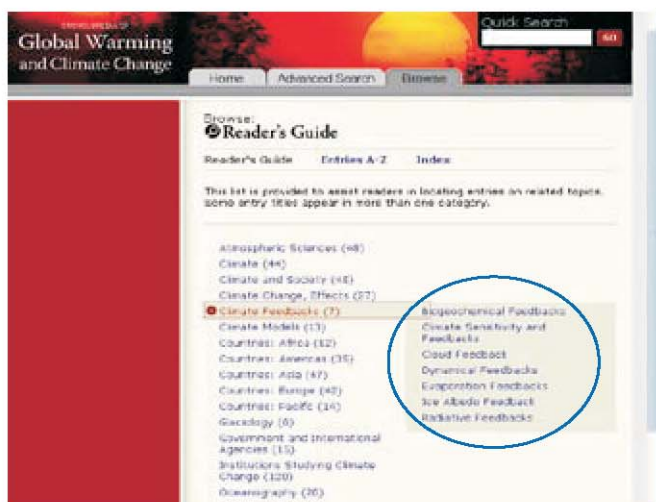 ENCYCLOPEDIA OF
Global Warming
and Climate Change
Quick Search
GO
Home
Advanced Search
Browse
Browse:
Reader's Guide
Reader's Guide
Entries A-Z
Index
This list is provided to assist readers in locating entries on related topics.
Some entry titles appear in more than one category.
Atmospheric Sciences (48)
Climate (44)
Climate and Society (48)
Climate Change, Effects (27)
Climate Feedbacks (7)
Climate Models (13)
Countries: Africa (12)
Countries: Americas (35)
Countries: Asia (47)
Countries: Europe (42)
Countries: Pacific (14)
Glaciology (6)
Government and International
Agencies (15)
Institutions Studying Climate
Change (120)
Oceanography (20)
Biogeochemical Feedbacks
Climate Sensitivity and
Feedbacks
Cloud Feedback
Dynamical Feedbacks
Evaporation Feedbacks
Ice Albedo Feedback
Radiative Feedbacks